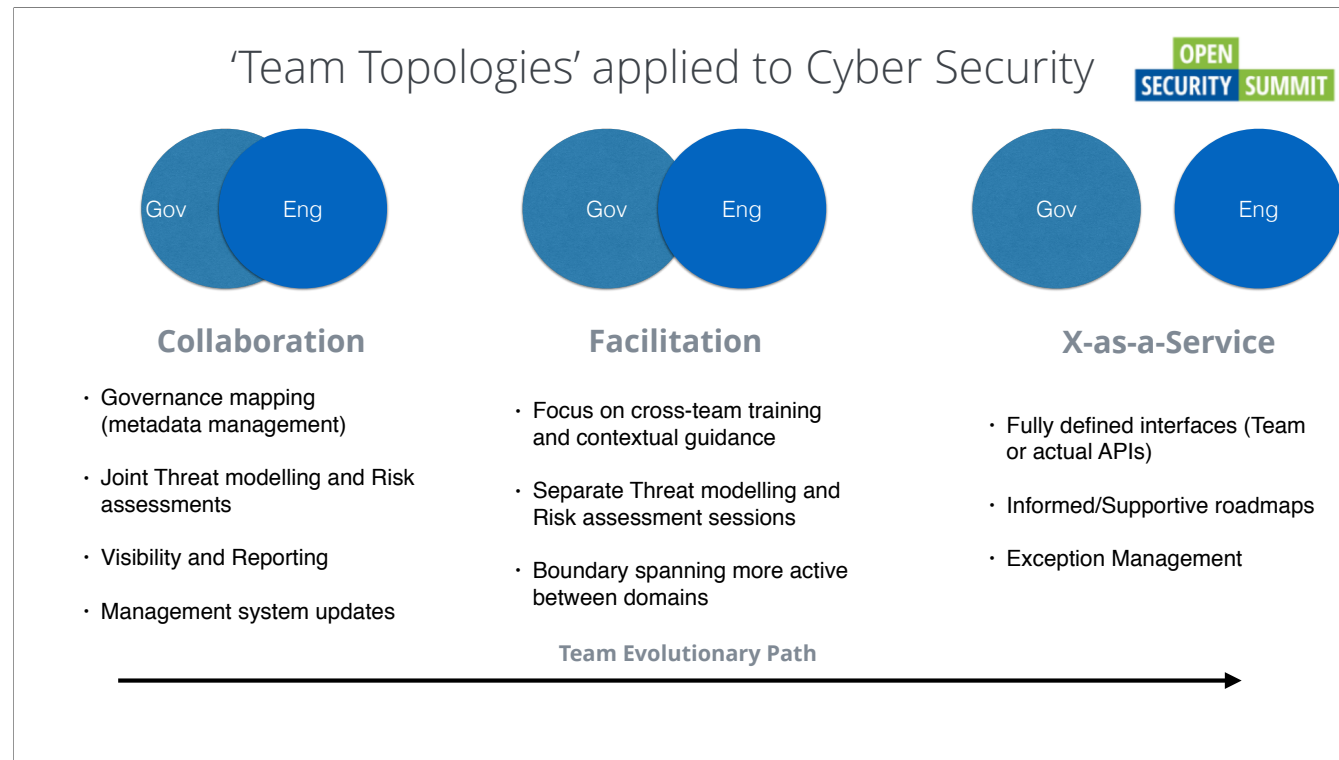 'Team Topologies' applied to Cyber Security
OPEN
SECURITY SUMMIT
Gov
Eng
Gov
Eng
Gov
Eng
Collaboration
· Governance mapping
(metadata management)
· Joint Threat modelling and Risk
assessments
· Visibility and Reporting
· Management system updates
Facilitation
· Focus on cross-team training
and contextual guidance
· Separate Threat modelling and
Risk assessment sessions
· Boundary spanning more active
between domains
X-as-a-Service
· Fully defined interfaces (Team
or actual APIs)
· Informed/Supportive roadmaps
· Exception Management
Team Evolutionary Path